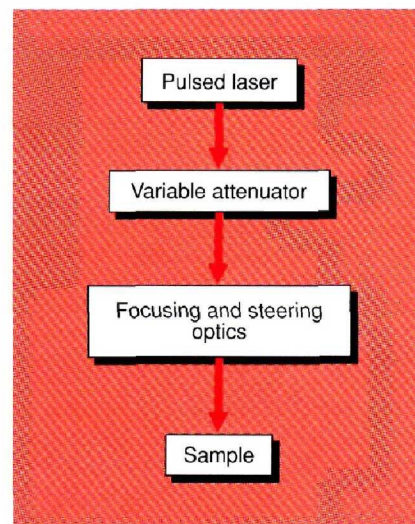 Pulsed laser
Variable attenuator
Focusing and steering
optics
Sample